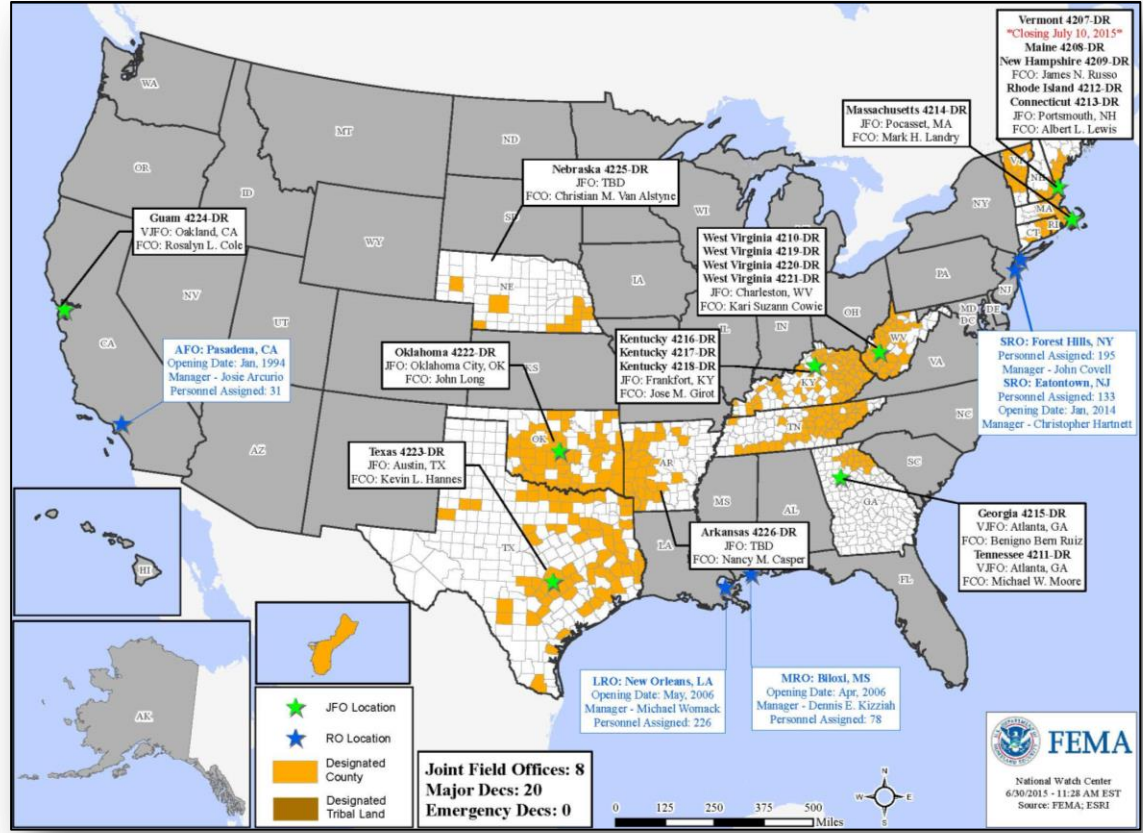 Vermont 4207-DR
"Closing July 10, 2015"
Maine 4208-DR
New Hampshire 4209-DR
FCO: James N. Russo
Rhode Island 4212-DR
Connecticut 4213-DR
JFO: Portsmouth, NH
FCO: Albert L. Lewis
Massachusetts 4214-DR
JFO: Pocasset, MA
FCO: Mark H. Landry
Nebraska 4225-DR
JFO: TBD
FCO: Christian M. Van Alstyne
Guam 4224-DR
VJFO: Oakland, CA
FCO: Rosalyn L. Cole
West Virginia 4210-DR
West Virginia 4219-DR
West Virginia 4220-DR
West Virginia 4221-DR
JFO: Charleston, WV
FCO: Kari Suzann Cowie
Kentucky 4216-DR
Kentucky 4217-DR
Kentucky 4218-DR
JFO: Frankfort, KY
FCO: Jose M. Girot
Oklahoma 4222-DR
JFO: Oklahoma City, OK
FCO: John Long
AFO: Pasadena, CA
Opening Date: Jan, 1994
Manager - Josie Arcurio
Personnel Assigned: 31
SRO: Forest Hills, NY
Personnel Assigned: 195
Manager - John Covell
SRO: Eatontown, NJ
Personnel Assigned: 133
Opening Date: Jan, 2014
Manager - Christopher Hartnett
Texas 4223-DR
JFO: Austin, TX
FCO: Kevin L. Hannes
Arkansas 4226-DR
JFO: TBD
FCO: Nancy M. Casper
Georgia 4215-DR
VJFO: Atlanta, GA
FCO: Benigno Bern Ruiz
Tennessee 4211-DR
VJFO: Atlanta, GA
FCO: Michael W. Moore
LRO: New Orleans, LA
Opening Date: May, 2006
Manager - Michael Womack
Personnel Assigned: 226
MRO: Biloxi, MS
Opening Date: Apr, 2006
Manager - Dennis E. Kizziah
Personnel Assigned: 78
WA
MT
ND
OR
ID
WY
SD
WI
NY
VT
NH
MA
RI
CT
NE
IA
PA
NJ
NV
UT
CA
IN
OH
MD
DC
DE
WV
VA
KS
KY
NC
TN
AZ
OK
AR
SC
MS
AL
GA
TX
LA
FL
HI
AK
JFO Location
RO Location
Designated
County
Designated
Tribal Land
Joint Field Offices: 8
Major Decs: 20
Emergency Decs: 0
0 125 250 375 500
Miles
N
W E
S
FEMA
National Watch Center
6/30/2015 - 11:28 AM EST
Source: FEMA; ESRI